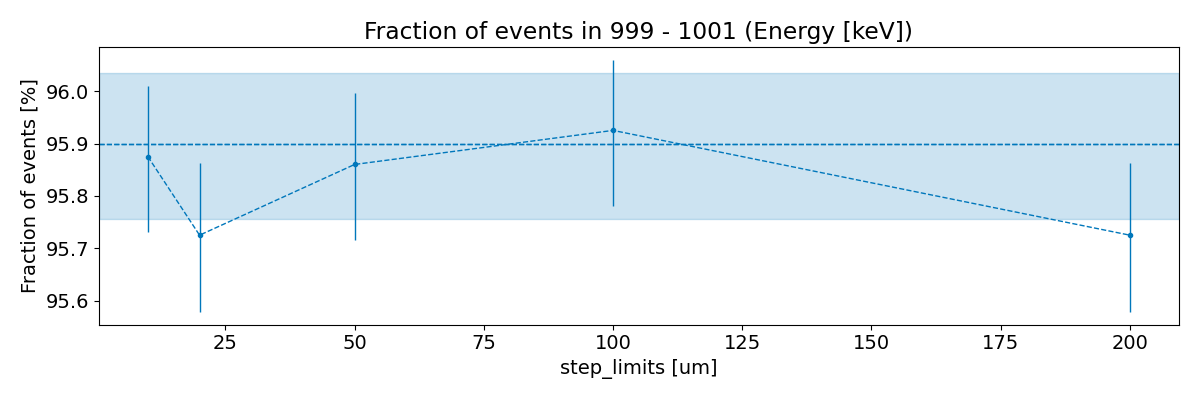 Fraction of events in 999 - 1001 (Energy [keV])
Fraction of events [%]
96.0
95.9
95.8
95.7
95.6
25 50 75 100 125 150 175 200
step_limits [um]